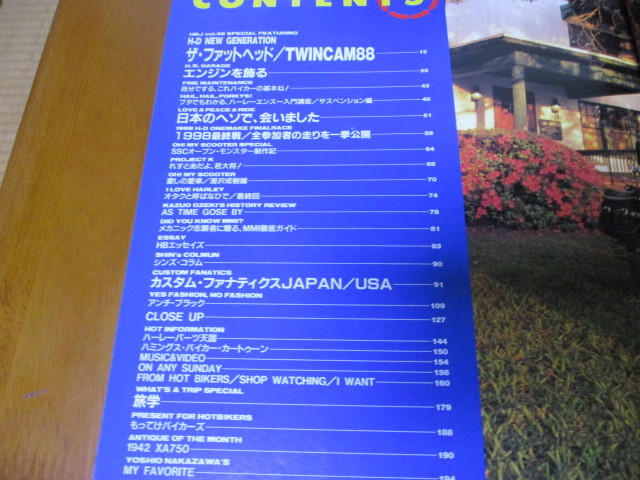 CONTENTS
HBJ vol.38 SPECIAL FEATURING
H-D NEW GENERATION
ザ・ファットヘッド／TWINCAM88 13
H.B. GARAGE
エンジンを飾る 35
FINE MAINTENANCE
自分でする、これバイカーの基本ね! 43
HAIL, HAIL, PORKYS!
ブタでもわかる、ハーレー・エンスー入門講座／サスペンション編 48
LOVE & PEACE & RIDE
日本のヘソで、会いました 51
1998 H-D ONEMAKE FINALRACE
1998最終戦／全参加者の走りを一挙公開 59
OH! MY SCOOTER SPECIAL
SSCオープン・モンスター制作記 64
PROJECT K
れすとあだよ、若大将! 66
OH! MY SCOOTER
愛しの愛車／湯沢成樹編 70
I LOVE HARLEY
オタクと呼ばないで／最終回 74
KAZUO OZEKI'S HISTORY REVIEW
AS TIME GOSE BY 78
DID YOU KNOW MMI?
メカニック志願者に贈る、MMI徹底ガイド 81
ESSAY
HBエッセイズ 83
SHIN's COLMUN
シンズ・コラム 90
CUSTOM FANATICS
カスタム・ファナティクスJAPAN／USA 91
YES FASHION, NO FASHION
アンチ・ブラック 109
CLOSE UP 127
HOT INFORMATION
ハーレーパーツ天国 144
ハミングス・バイカー・カートゥーン 150
MUSIC&VIDEO 154
ON ANY SUNDAY 156
FROM HOT BIKERS／SHOP WATCHING／I WANT 160
WHAT'S A TRIP SPECIAL
旅学 179
PRESENT FOR HOTBIKERS
もってけバイカーズ 188
ANTIQUE OF THE MONTH
1942 XA750 190
YOSHIO NAKAZAWA'S
MY FAVORITE 194